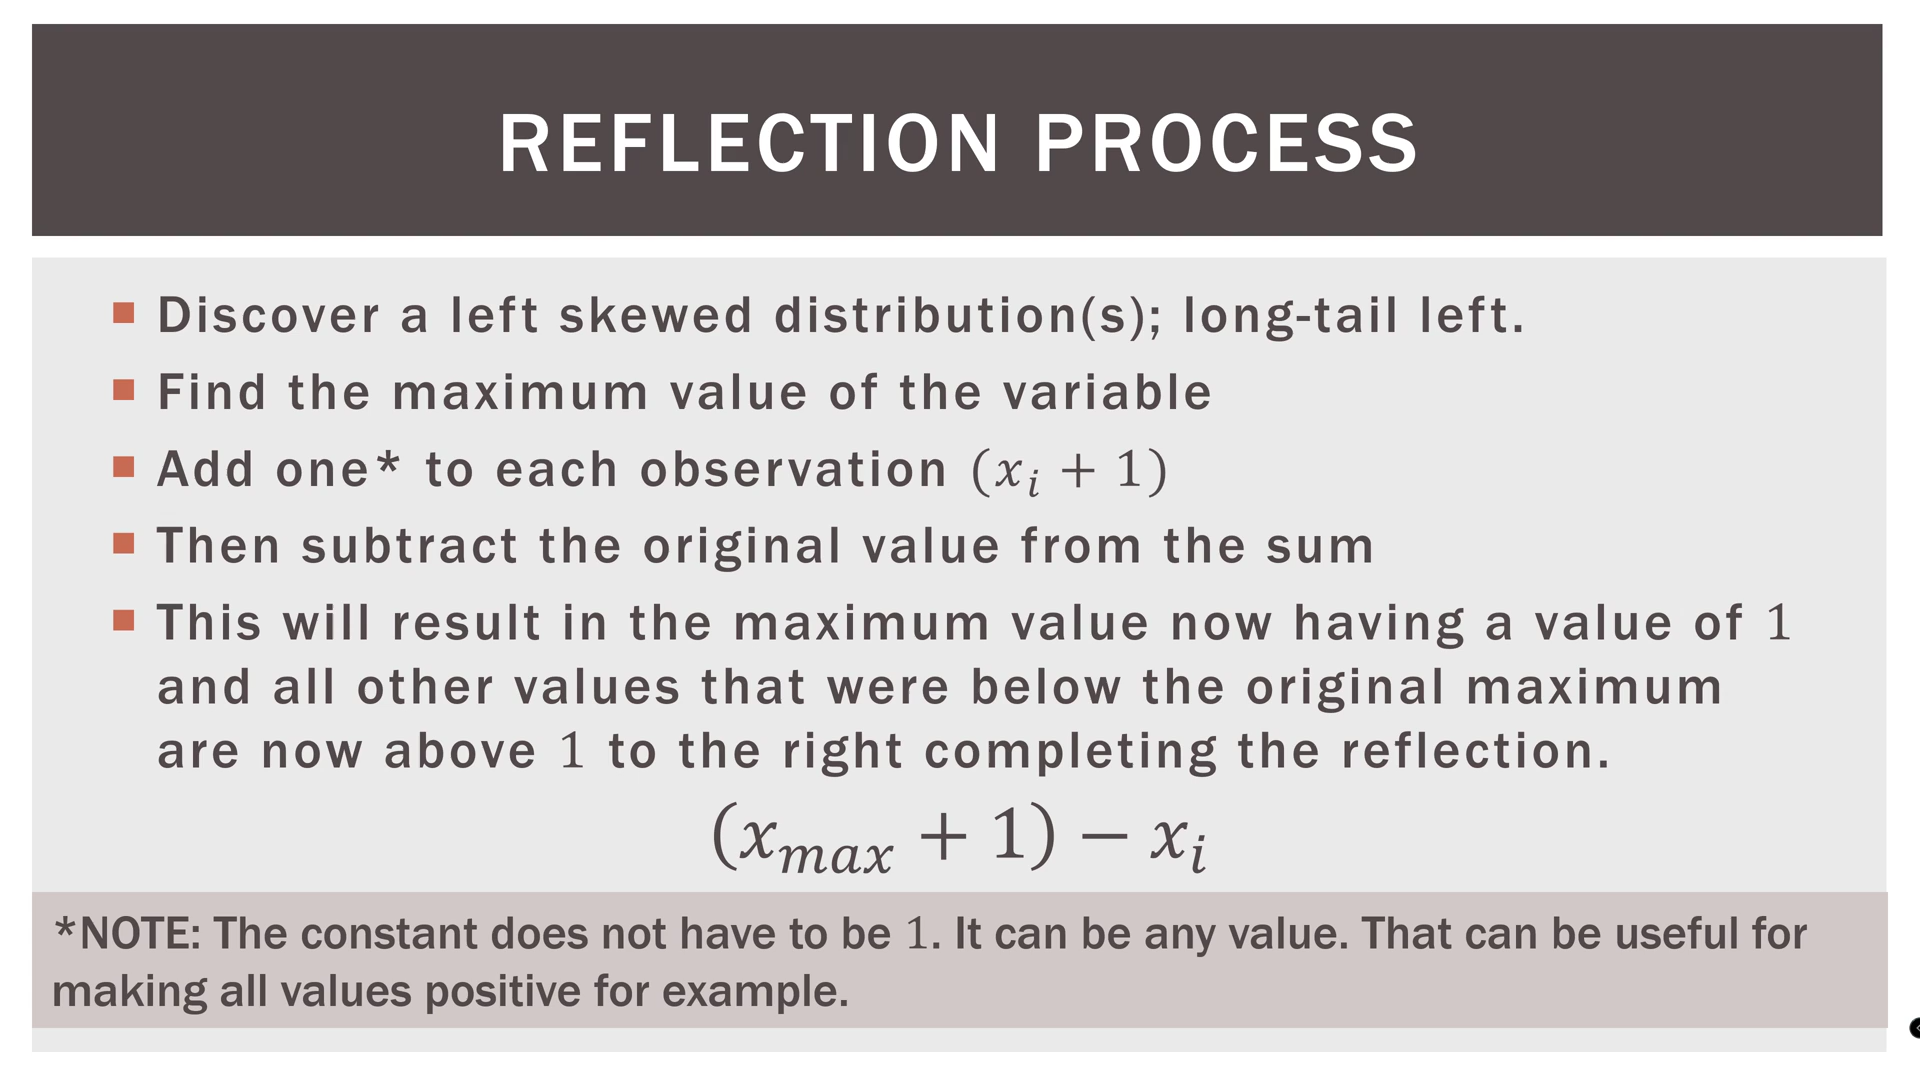 REFLECTION PROCESS
Discover a left skewed distribution(s); long-tail left.
Find the maximum value of the variable
Add one* to each observation (xᵢ + 1)
Then subtract the original value from the sum
This will result in the maximum value now having a value of 1
and all other values that were below the original maximum
are now above 1 to the right completing the reflection.
(x_max + 1) − xᵢ
*NOTE: The constant does not have to be 1. It can be any value. That can be useful for
making all values positive for example.